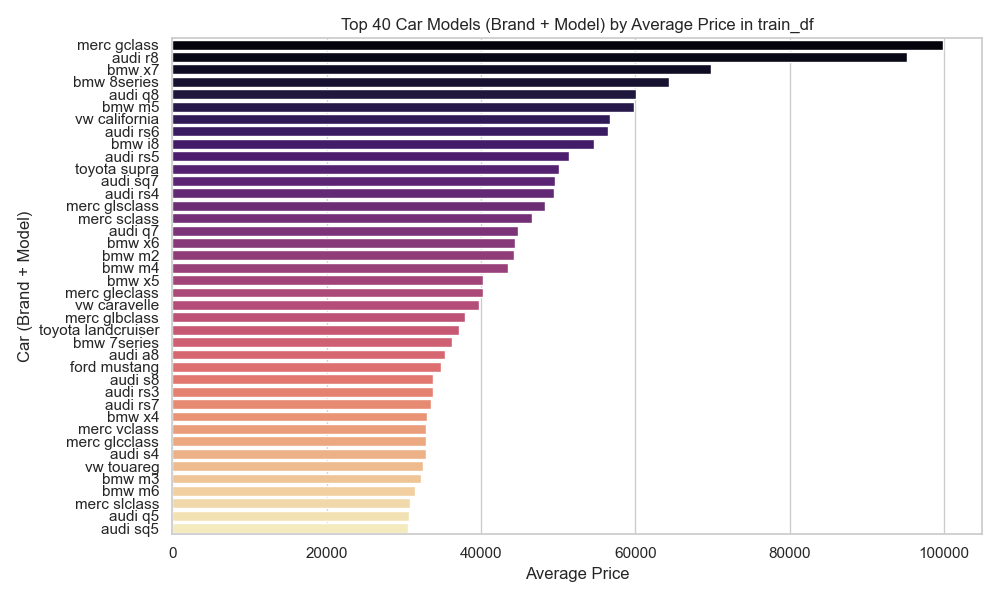 Top 40 Car Models (Brand + Model) by Average Price in train_df
Car (Brand + Model)
merc gclass
audi r8
bmw x7
bmw 8series
audi q8
bmw m5
vw california
audi rs6
bmw i8
audi rs5
toyota supra
audi sq7
audi rs4
merc glsclass
merc sclass
audi q7
bmw x6
bmw m2
bmw m4
bmw x5
merc gleclass
vw caravelle
merc glbclass
toyota landcruiser
bmw 7series
audi a8
ford mustang
audi s8
audi rs3
audi rs7
bmw x4
merc vclass
merc glcclass
audi s4
vw touareg
bmw m3
bmw m6
merc slclass
audi q5
audi sq5
0 20000 40000 60000 80000 100000
Average Price